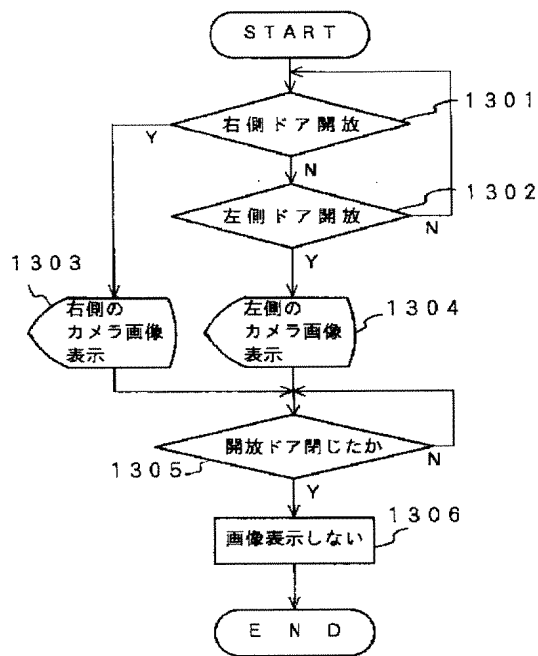 START
右側ドア開放
1301
Y
N
左側ドア開放
1302
N
Y
1303
右側の
カメラ画像
表示
左側の
カメラ画像
表示
1304
開放ドア閉じたか
N
1305
Y
画像表示しない
1306
END